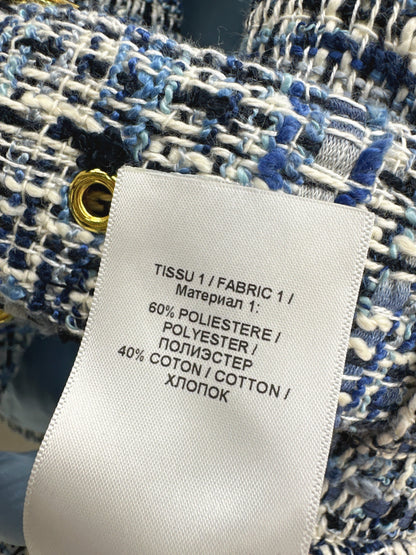 TISSU 1 / FABRIC 1 /
Материал 1:
60% POLIESTERE /
POLYESTER /
ПОЛИЭСТЕР
40% COTON / COTTON /
ХЛОПОК